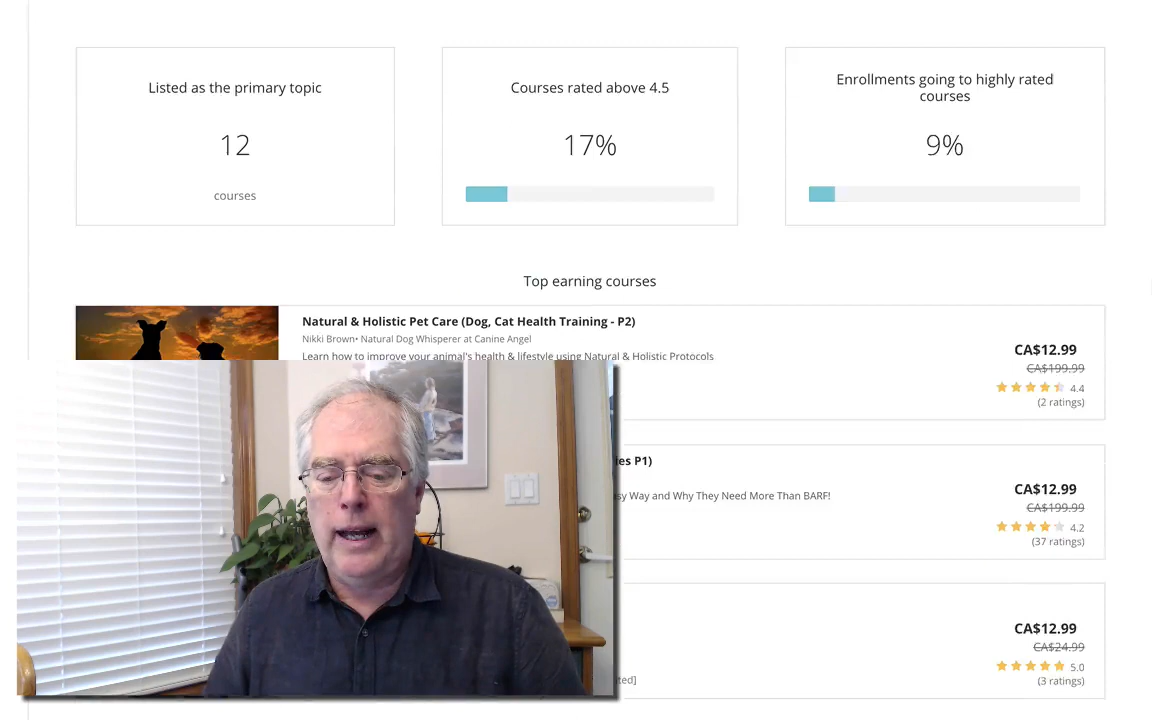 Listed as the primary topic
12
courses
Courses rated above 4.5
17%
Enrollments going to highly rated
courses
9%
Top earning courses
Natural & Holistic Pet Care (Dog, Cat Health Training - P2)
Nikki Brown• Natural Dog Whisperer at Canine Angel
Learn how to improve your animal's health & lifestyle using Natural & Holistic Protocols
CA$12.99
CA$199.99
4.4
(2 ratings)
P1)
Way and Why They Need More Than BARF!
CA$12.99
CA$199.99
4.2
(37 ratings)
CA$12.99
CA$24.99
5.0
(3 ratings)